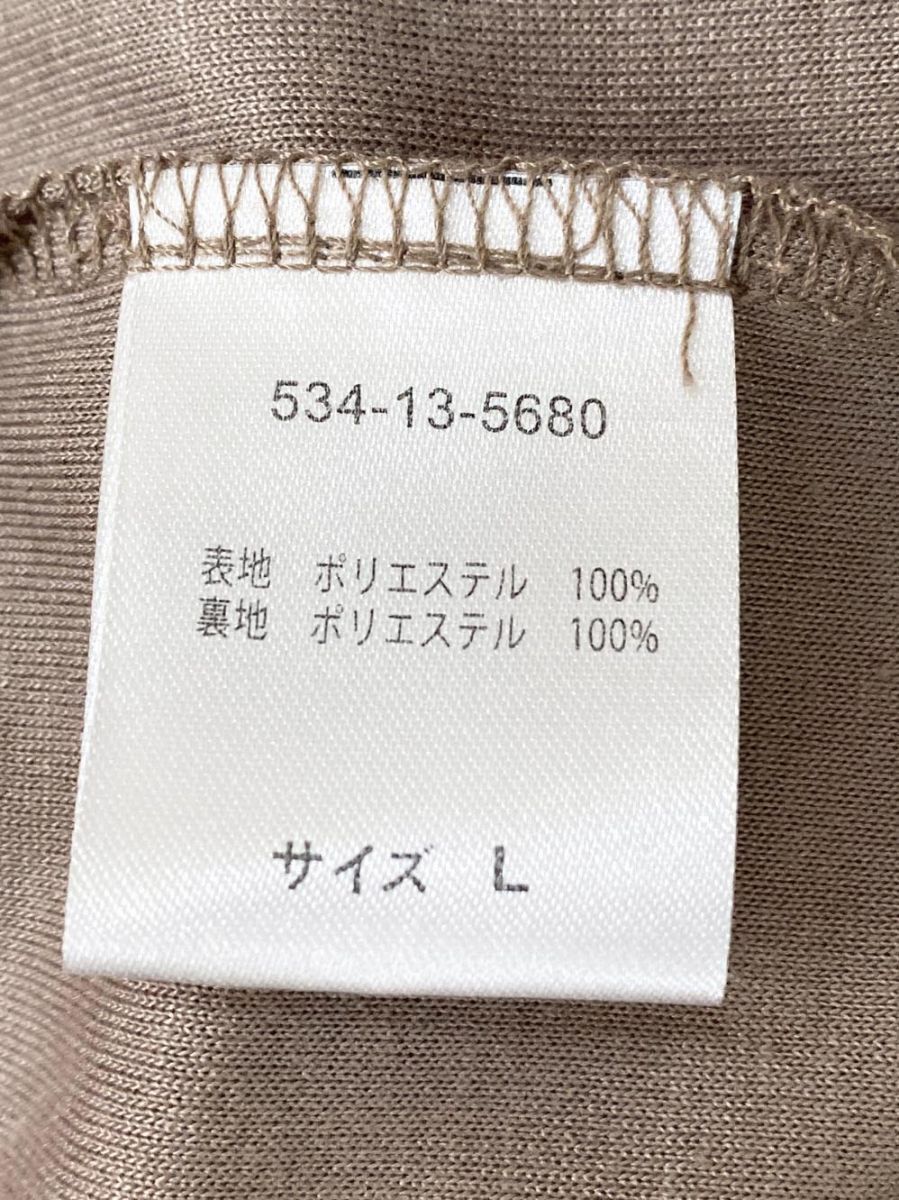 534-13-5680
表地　ポリエステル　100%
裏地　ポリエステル　100%
サイズ　L